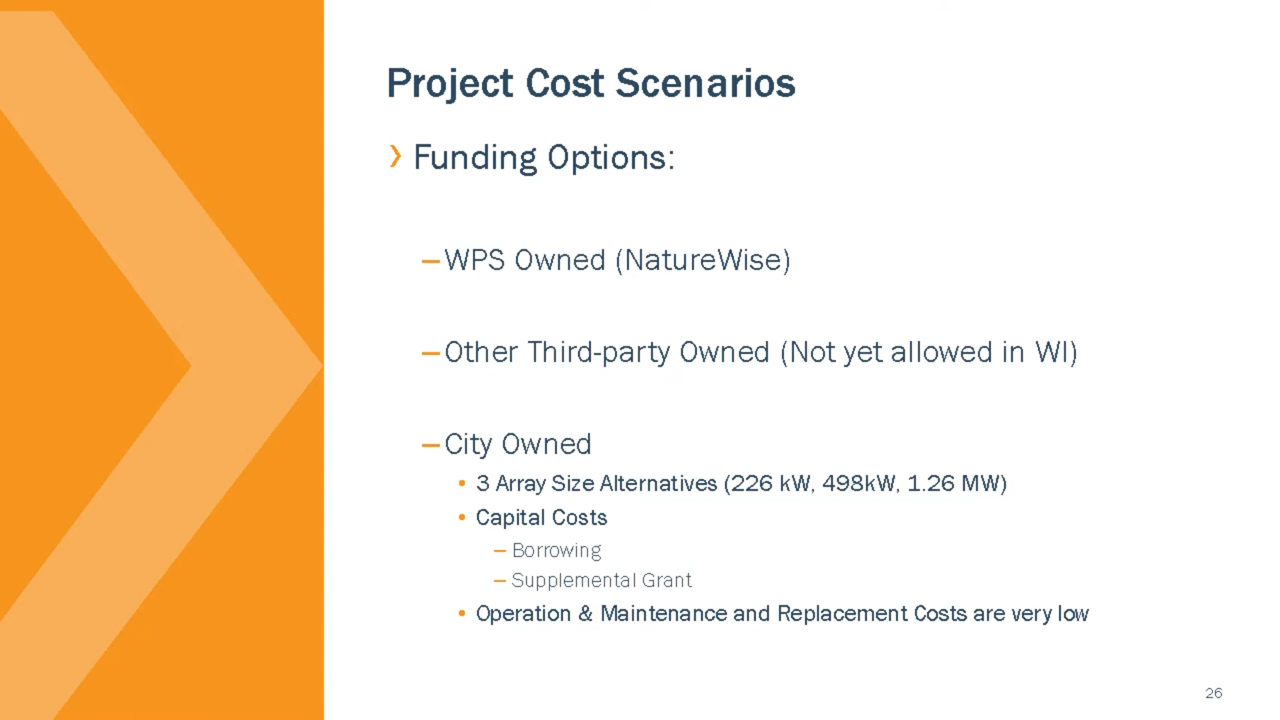 Project Cost Scenarios
› Funding Options:
– WPS Owned (NatureWise)
– Other Third-party Owned (Not yet allowed in WI)
– City Owned
• 3 Array Size Alternatives (226 kW, 498kW, 1.26 MW)
• Capital Costs
– Borrowing
– Supplemental Grant
• Operation & Maintenance and Replacement Costs are very low
26